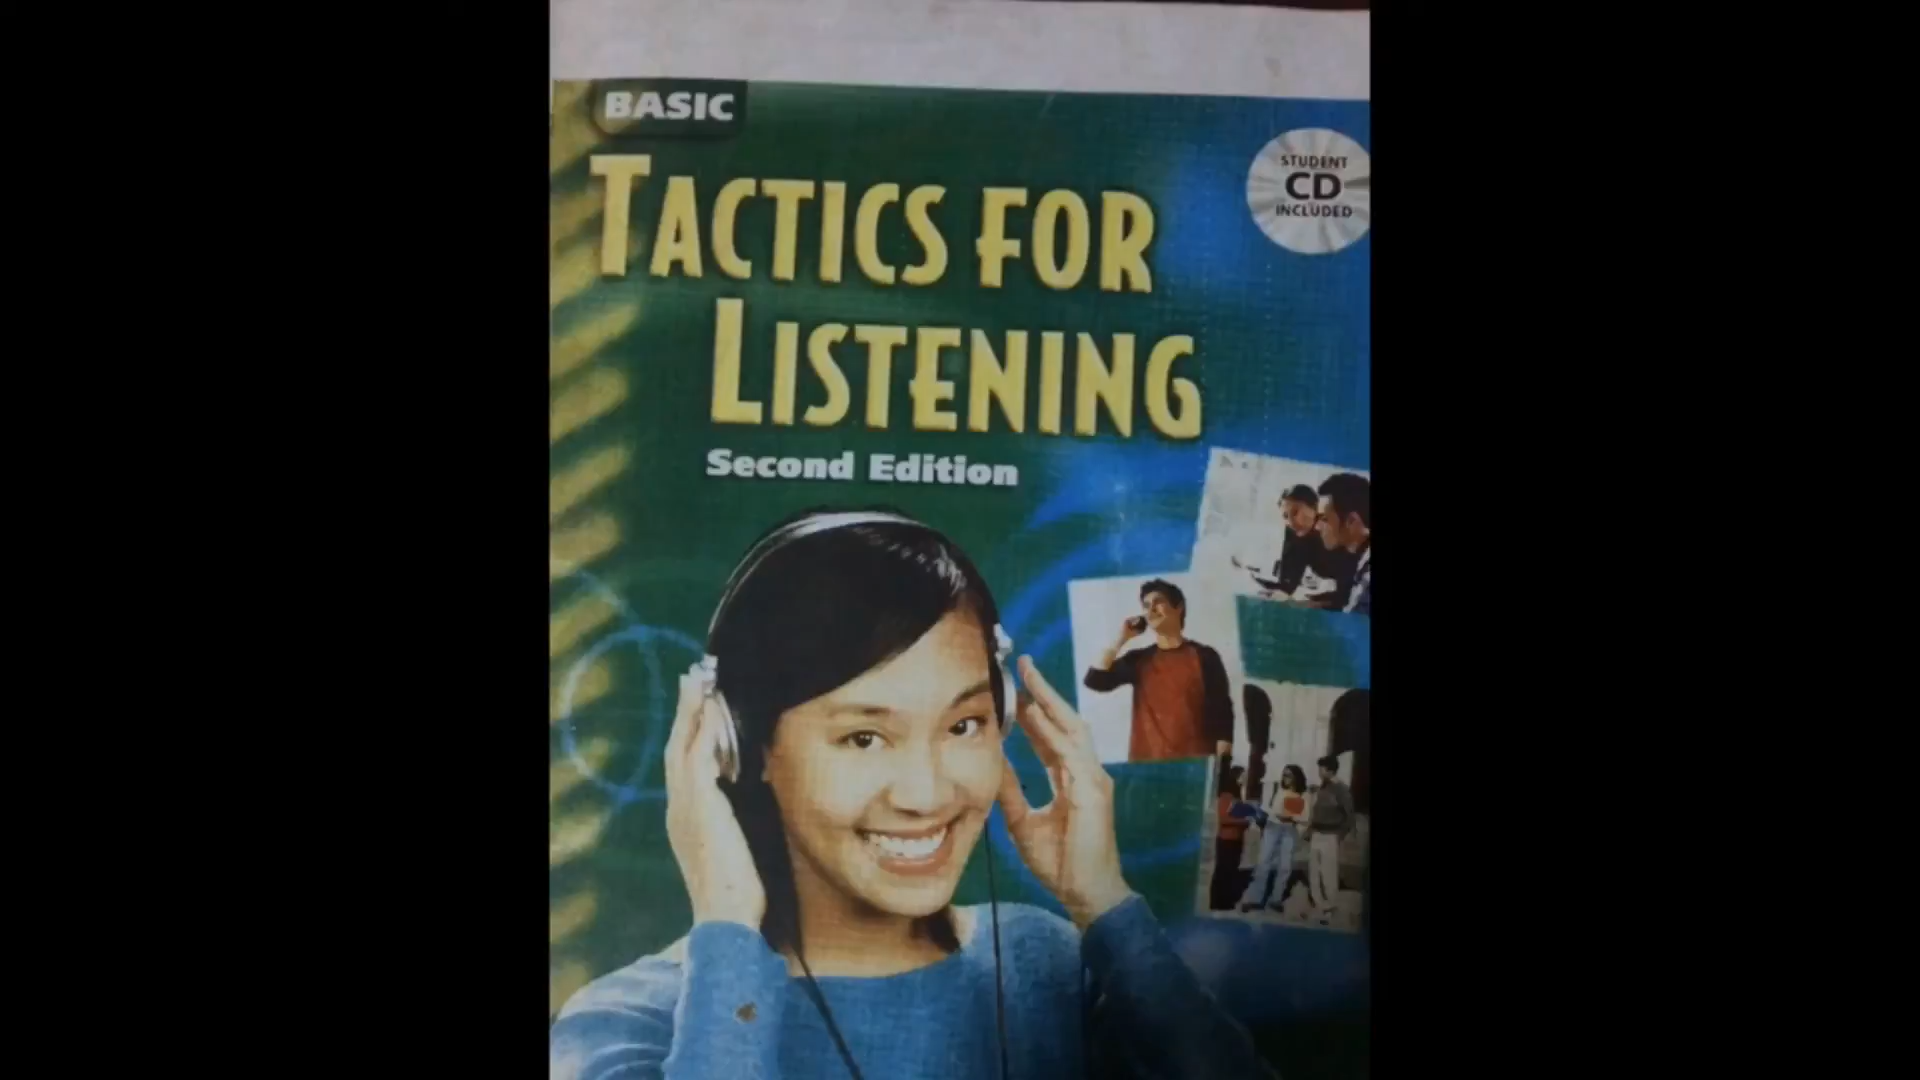 BASIC
STUDENT
CD
INCLUDED
TACTICS FOR
LISTENING
Second Edition